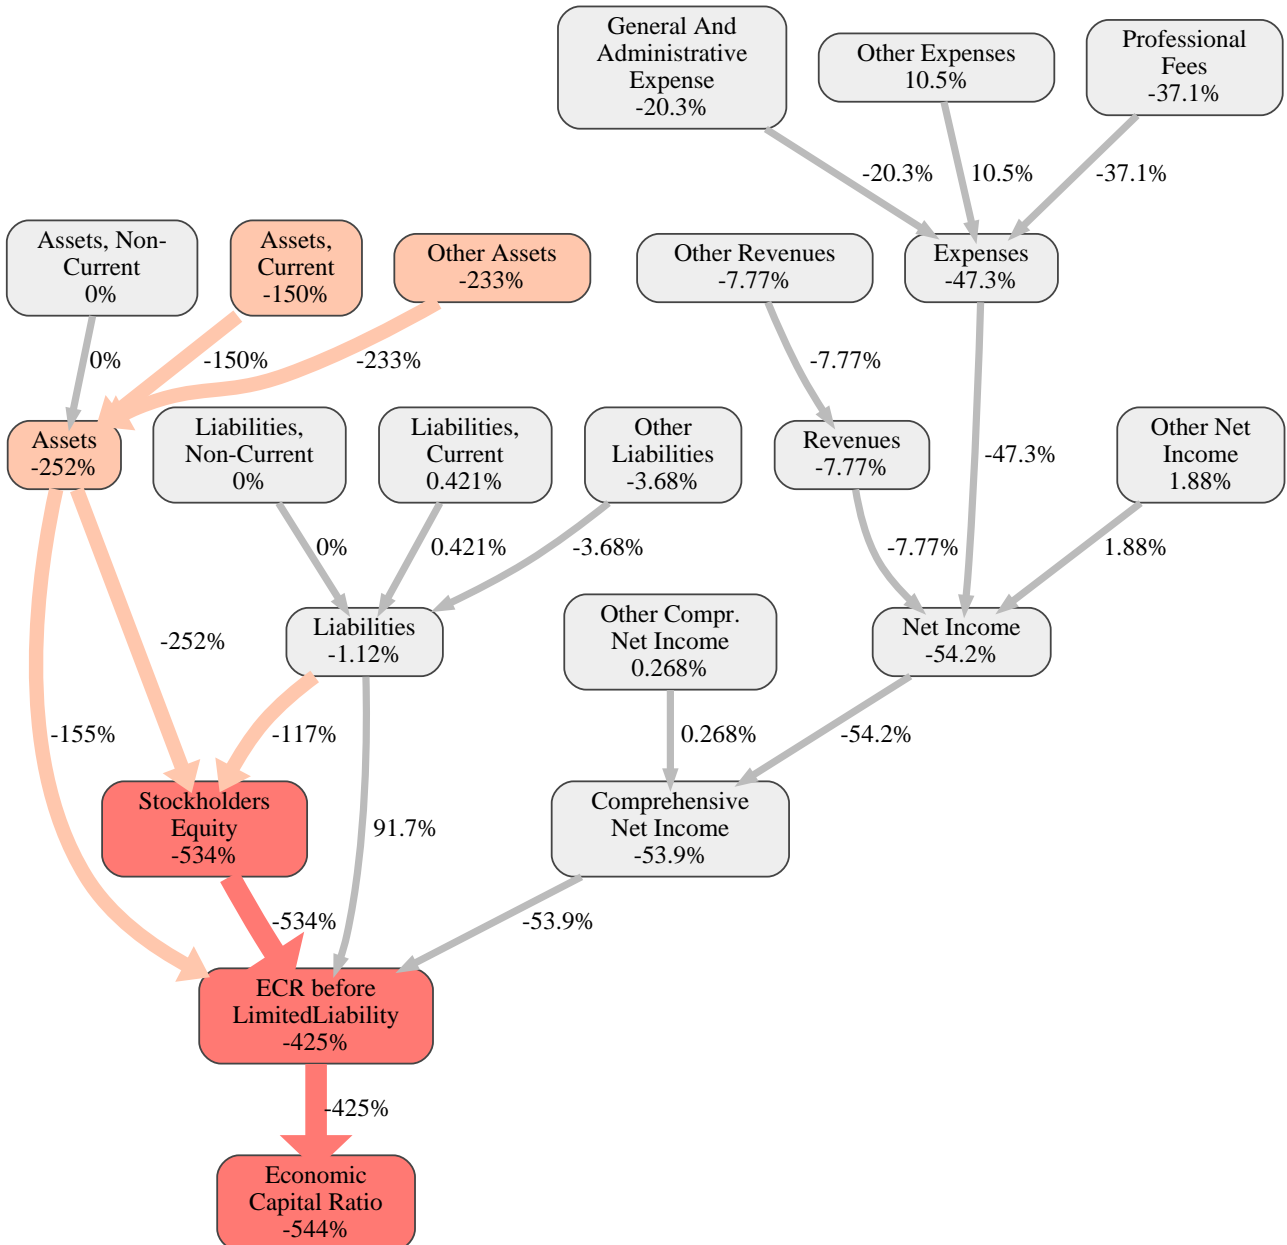 General And
Administrative
Expense
-20.3%
Other Expenses
10.5%
Professional
Fees
-37.1%
-20.3%
10.5%
-37.1%
Assets, Non-
Current
0%
Assets,
Current
-150%
Other Assets
-233%
Other Revenues
-7.77%
Expenses
-47.3%
0%
-150%
-233%
-7.77%
Assets
-252%
Liabilities,
Non-Current
0%
Liabilities,
Current
0.421%
Other
Liabilities
-3.68%
Revenues
-7.77%
-47.3%
Other Net
Income
1.88%
0%
0.421%
-3.68%
-7.77%
1.88%
-252%
Liabilities
-1.12%
Other Compr.
Net Income
0.268%
Net Income
-54.2%
-155%
-117%
0.268%
-54.2%
Stockholders
Equity
-534%
91.7%
Comprehensive
Net Income
-53.9%
-534%
-53.9%
ECR before
LimitedLiability
-425%
-425%
Economic
Capital Ratio
-544%